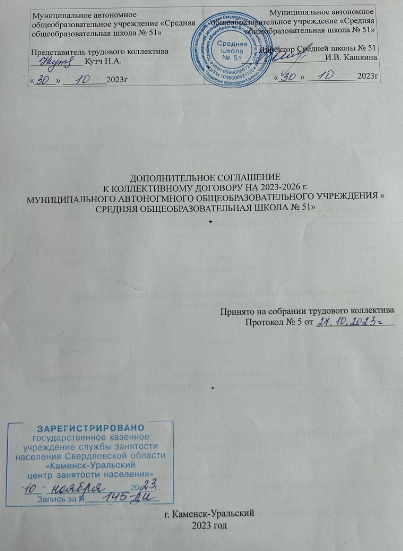 Муниципальное автономное
общеобразовательное учреждение «Средняя
общеобразовательная школа № 51»
Представитель трудового коллектива
Кутч Н.А.
« 30 » 10 2023г
Муниципальное автономное
общеобразовательное учреждение «Средняя
общеобразовательная школа № 51»
Директор Средней школы № 51
И.В. Кашкина
« 30 » 10 2023г
Средняя
школа
№ 51
ДОПОЛНИТЕЛЬНОЕ СОГЛАШЕНИЕ
К КОЛЛЕКТИВНОМУ ДОГОВОРУ НА 2023-2026 г.
МУНИЦИПАЛЬНОГО АВТОНОГМНОГО ОБЩЕОБРАЗОВАТЕЛЬНОГО УЧРЕЖДЕНИЯ «
СРЕДНЯЯ ОБЩЕОБРАЗОВАТЕЛЬНАЯ ШКОЛА № 51»
Принято на собрании трудового коллектива
Протокол № 5 от 27.10.2023г
ЗАРЕГИСТРИРОВАНО
государственное казенное
учреждение службы занятости
населения Свердловской области
«Каменск-Уральский
центр занятости населения»
"10" ноября 2023
Запись за № 145-ДИ
г. Каменск-Уральский
2023 год